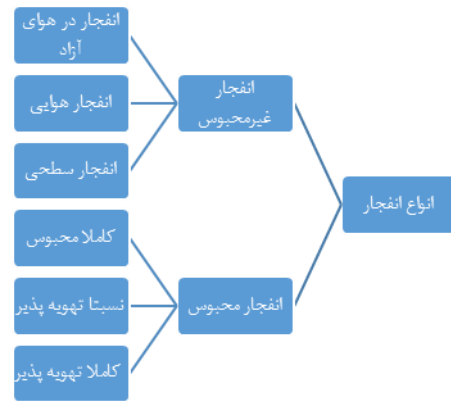 انواع انفجار
انفجار
غیرمحبوس
انفجار در هوای
آزاد
انفجار هوایی
انفجار سطحی
انفجار محبوس
کاملا محبوس
نسبتا تهویه پذیر
کاملا تهویه پذیر